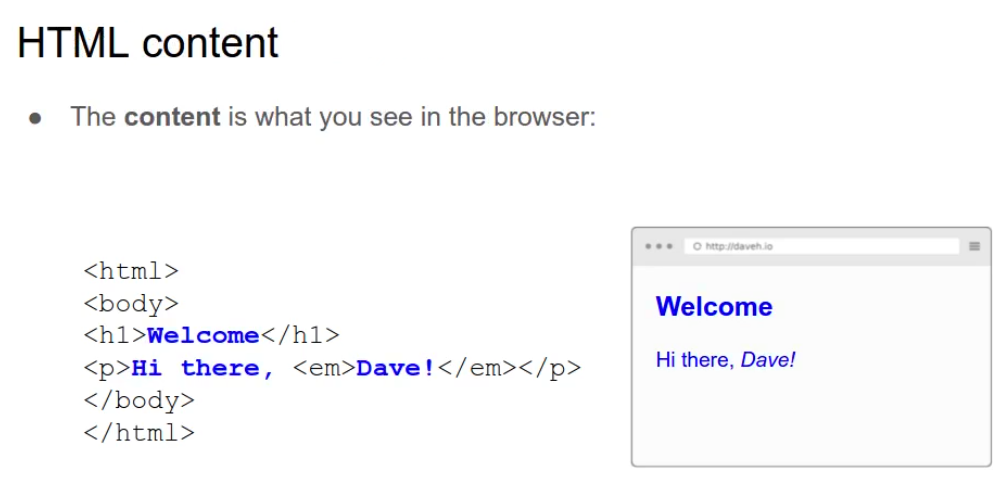 HTML content
● The content is what you see in the browser:
<html>
<body>
<h1>Welcome</h1>
<p>Hi there, <em>Dave!</em></p>
</body>
</html>
http://daveh.io
Welcome
Hi there, Dave!